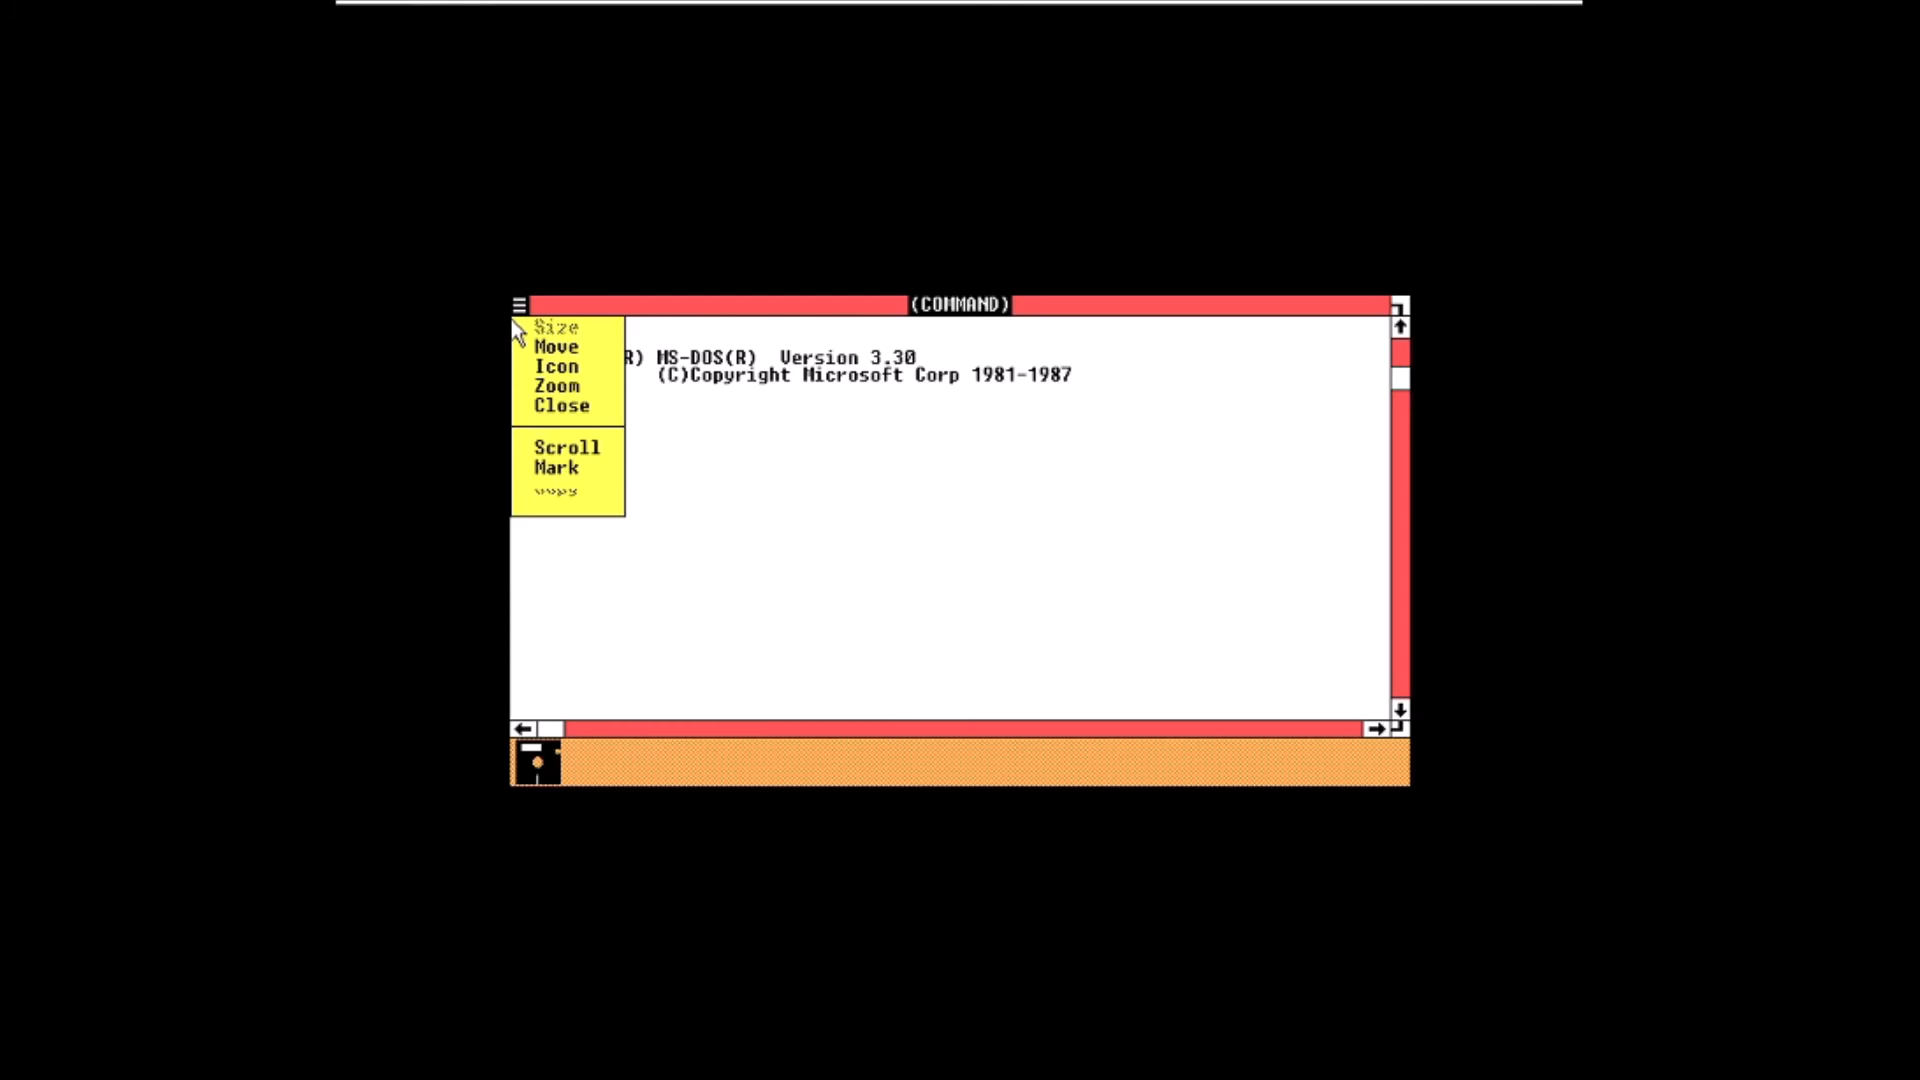 (COMMAND)
Size
Move
R) MS-DOS(R) Version 3.30
Icon
(C)Copyright Microsoft Corp 1981-1987
Zoom
Close
Scroll
Mark